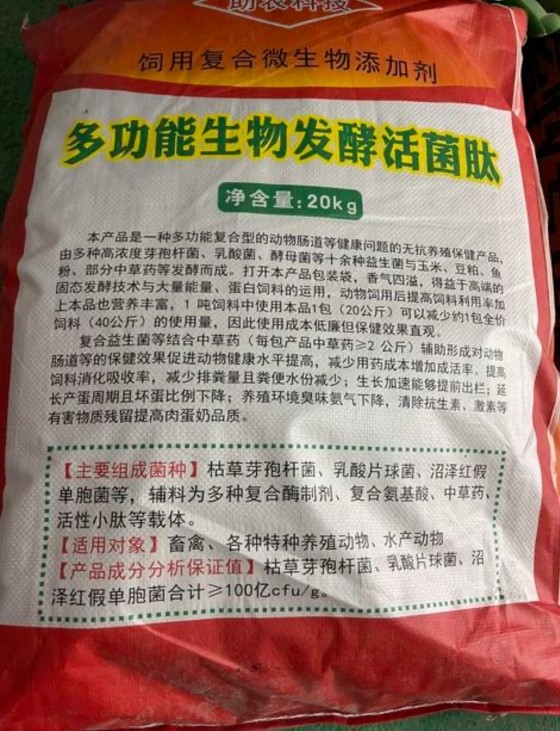 助农科技
饲用复合微生物添加剂
多功能生物发酵活菌肽
净含量:20kg
本产品是一种多功能复合型的动物肠道等健康问题的无抗养殖保健产品,
由多种高浓度芽孢杆菌、乳酸菌、酵母菌等十余种益生菌与玉米、豆粕、鱼
粉、部分中草药等发酵而成。打开本产品包装袋,香气四溢,得益于高端的
固态发酵技术与大量能量、蛋白饲料的运用,动物饲用后提高饲料利用率加
上本品也营养丰富,1吨饲料中使用本品1包(20公斤)可以减少约1包全价
饲料(40公斤)的使用量,因此使用成本低廉但保健效果直观。
复合益生菌等结合中草药(每包产品中草药≥2公斤)辅助形成对动物
肠道等的保健效果促进动物健康水平提高,减少用药成本增加成活率,提高
饲料消化吸收率,减少排粪量且粪便水份减少;生长加速能够提前出栏;延
长产蛋周期且坏蛋比例下降;养殖环境臭味氨气下降,清除抗生素、激素等
有害物质残留提高肉蛋奶品质。
【主要组成菌种】枯草芽孢杆菌、乳酸片球菌、沼泽红假
单胞菌等,辅料为多种复合酶制剂、复合氨基酸、中草药、
活性小肽等载体。
【适用对象】畜禽、各种特种养殖动物、水产动物
【产品成分分析保证值】枯草芽孢杆菌、乳酸片球菌、沼
泽红假单胞菌合计≥100亿cfu/g。